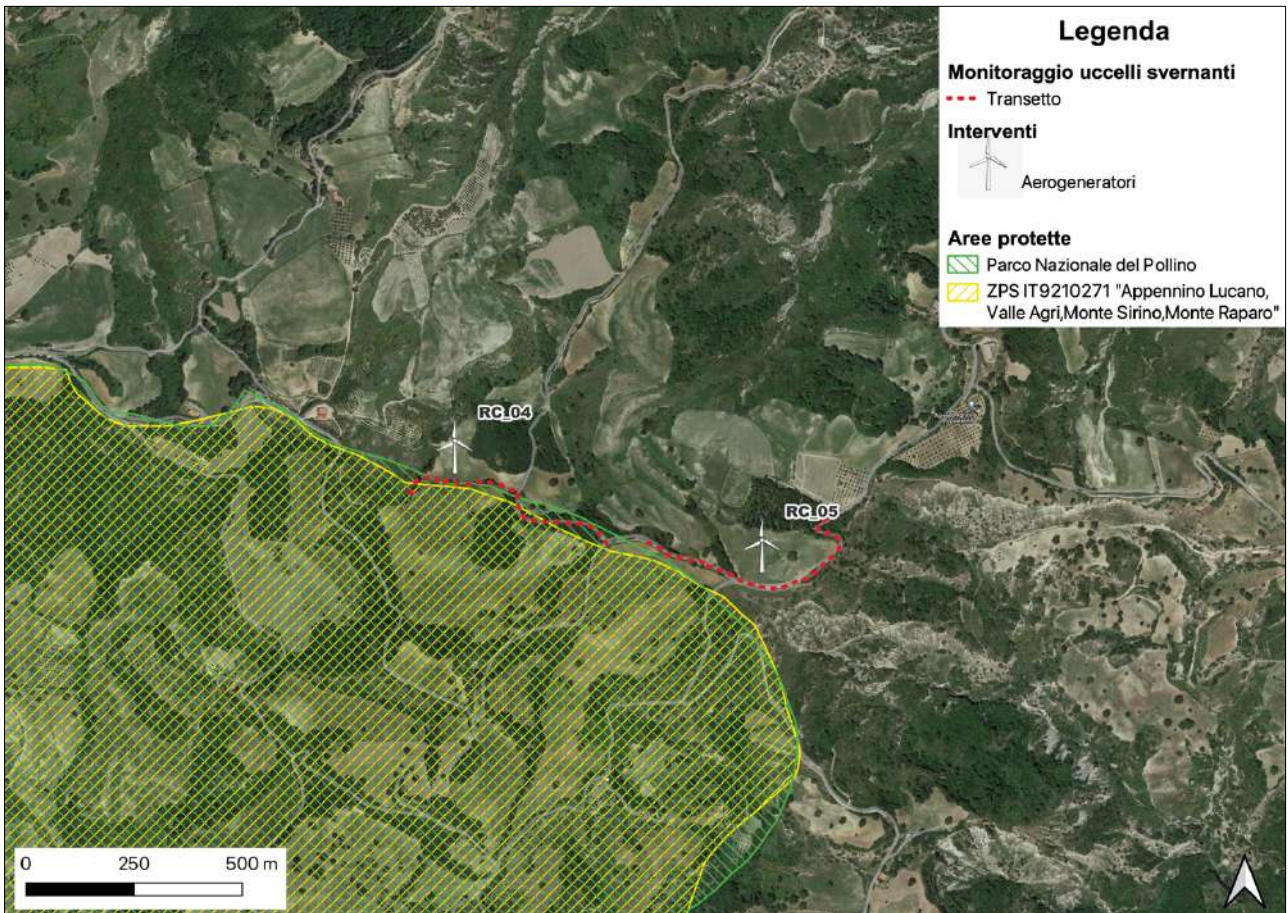 Legenda
Monitoraggio uccelli svernanti
Transetto
Interventi
Aerogeneratori
Aree protette
Parco Nazionale del Pollino
ZPS IT9210271 "Appennino Lucano,
Valle Agri,Monte Sirino,Monte Raparo"
RC_04
RC_05
0 250 500 m